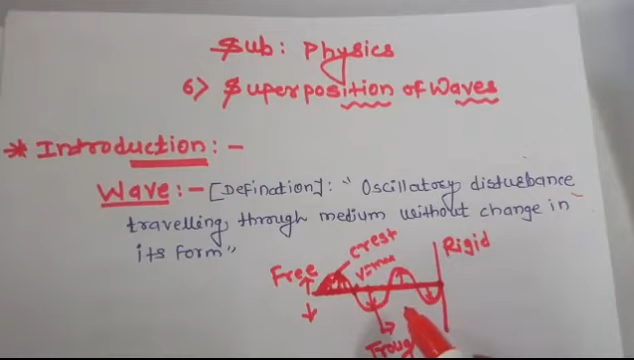 Sub: Physics
6> Superposition of Waves
* Introduction: -
Wave: - [Defination]: " Oscillatory disturbance
travelling through medium without change in
its form"
crest
Rigid
Free